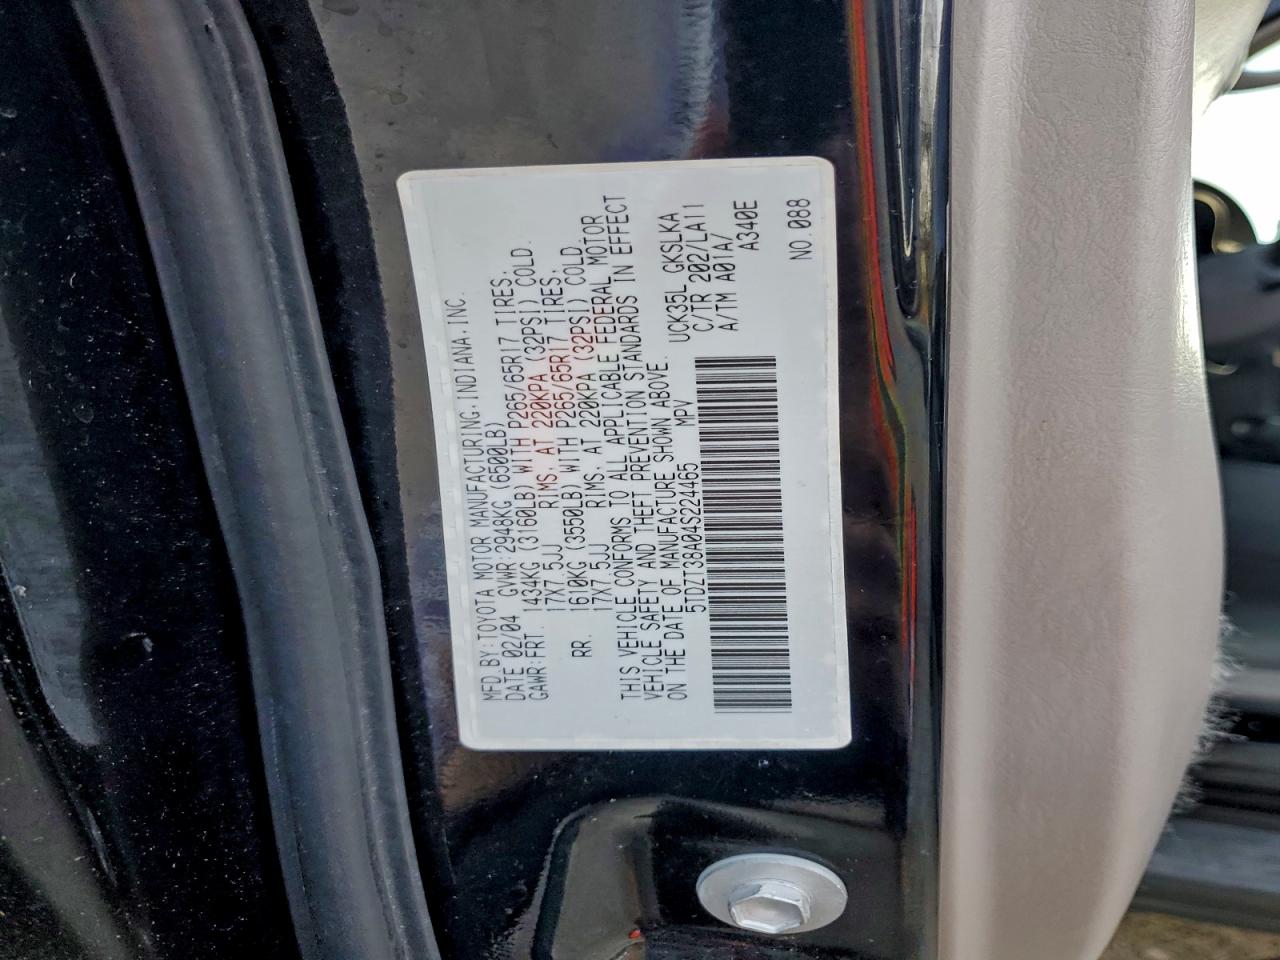 MFD.BY:TOYOTA MOTOR MANUFACTURING,INDIANA,INC.
DATE 02/04 GVWR:2948KG (6500LB)
GAWR:FRT. 1434KG (3160LB) WITH P265/65R17 TIRES,
17X7.5JJ RIMS, AT 220KPA (32PSI) COLD.
RR. 1610KG (3550LB) WITH P265/65R17 TIRES,
17X7.5JJ RIMS, AT 220KPA (32PSI) COLD.
THIS VEHICLE CONFORMS TO ALL APPLICABLE FEDERAL MOTOR
VEHICLE SAFETY AND THEFT PREVENTION STANDARDS IN EFFECT
ON THE DATE OF MANUFACTURE SHOWN ABOVE.
5TDZT38A04S224465 MPV
UCK35L GKSLKA
C/TR 202/LA11
A/TM A01A/
A340E
NO.088